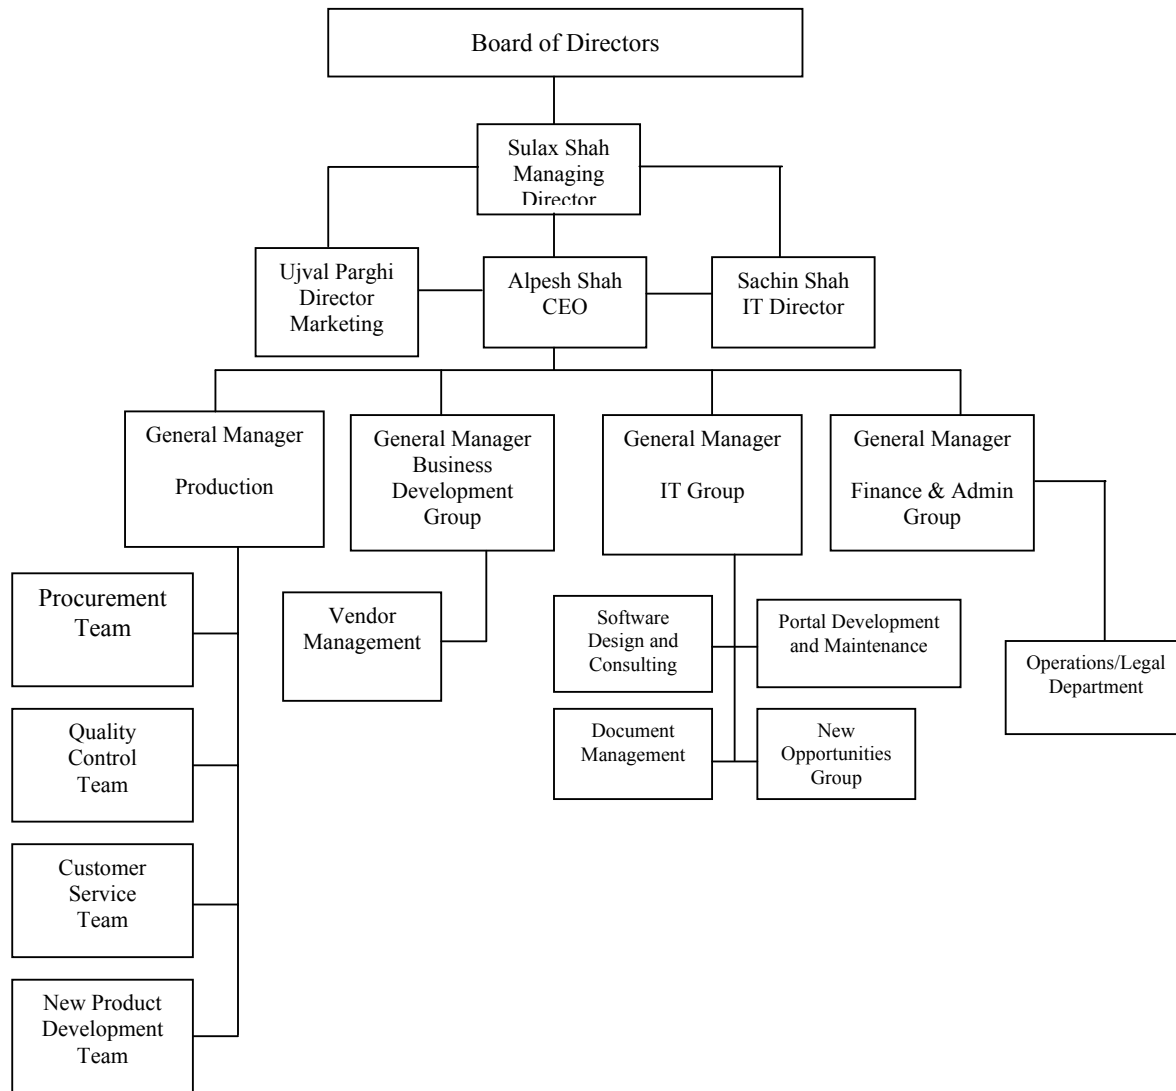 Board of Directors
Sulax Shah
Managing
Director
Ujval Parghi
Director
Marketing
Alpesh Shah
CEO
Sachin Shah
IT Director
General Manager
Production
General Manager
Business
Development
Group
General Manager
IT Group
General Manager
Finance & Admin
Group
Procurement
Team
Vendor
Management
Software
Design and
Consulting
Portal Development
and Maintenance
Operations/Legal
Department
Quality
Control
Team
Document
Management
New
Opportunities
Group
Customer
Service
Team
New Product
Development
Team